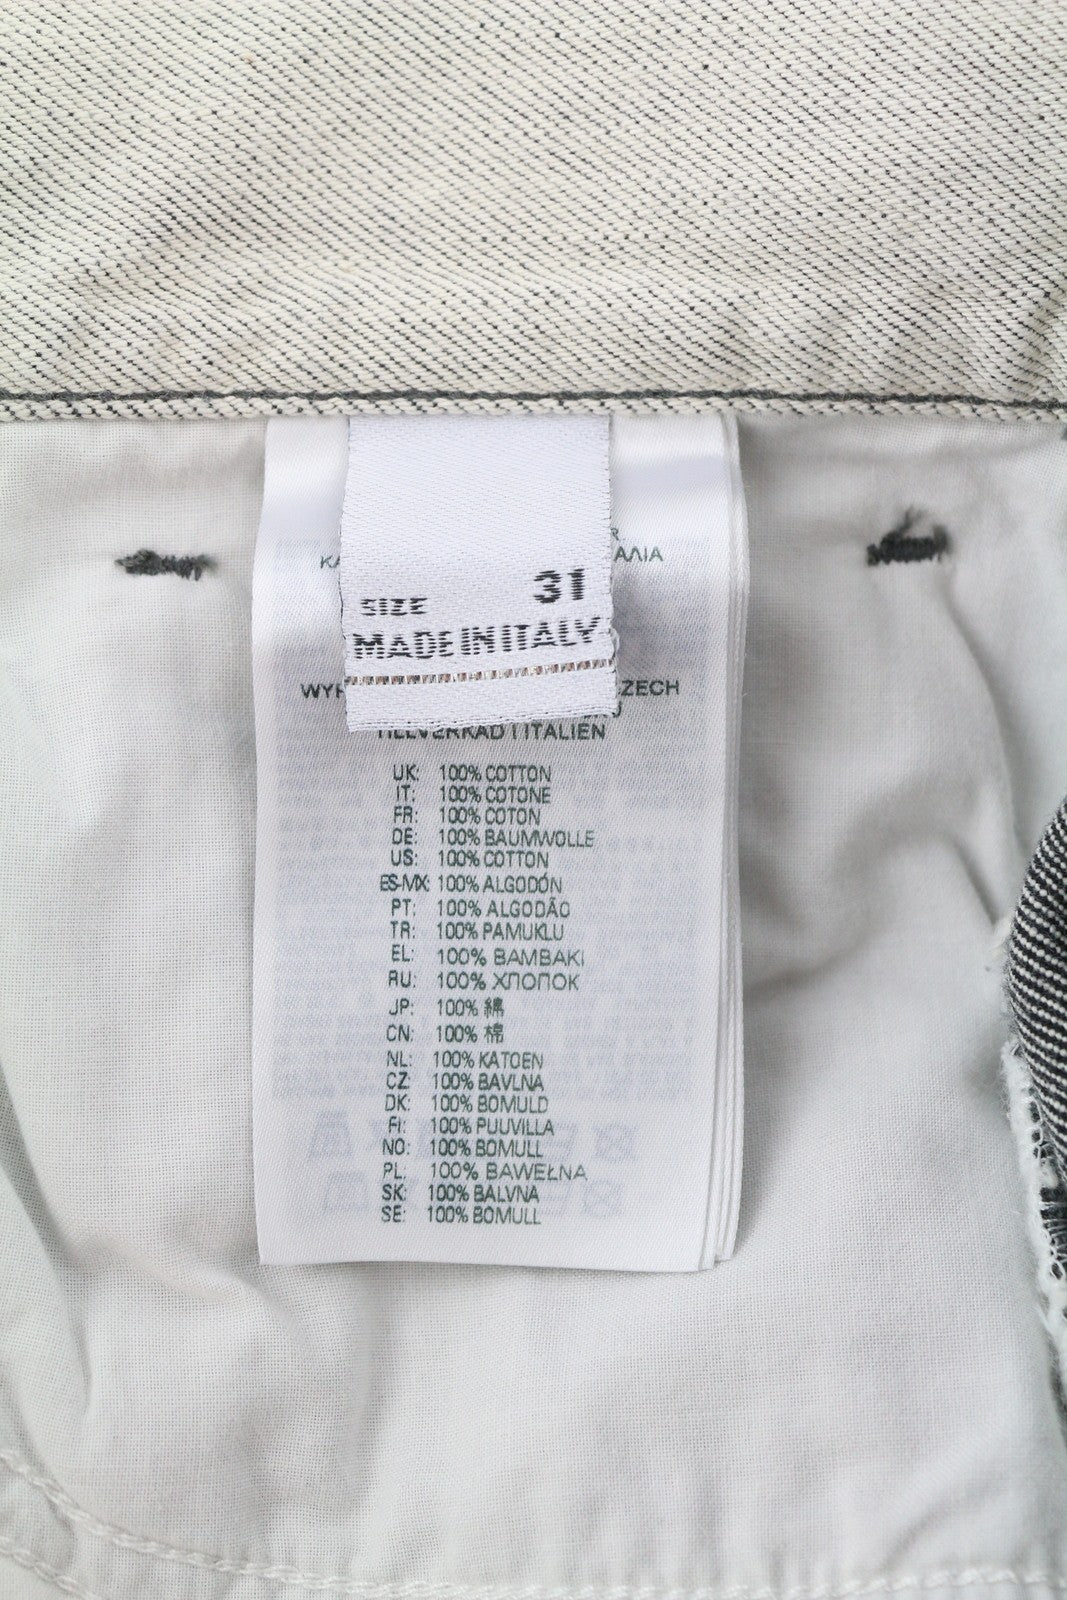 SIZE 31
MADE IN ITALY
TILLVERKAD I ITALIEN
UK: 100% COTTON
IT: 100% COTONE
FR: 100% COTON
DE: 100% BAUMWOLLE
US: 100% COTTON
ES-MX: 100% ALGODÓN
PT: 100% ALGODÃO
TR: 100% PAMUKLU
EL: 100% BAMBAKI
RU: 100% ХЛОПОК
JP: 100% 綿
CN: 100% 棉
NL: 100% KATOEN
CZ: 100% BAVLNA
DK: 100% BOMULD
FI: 100% PUUVILLA
NO: 100% BOMULL
PL: 100% BAWEŁNA
SK: 100% BALVNA
SE: 100% BOMULL